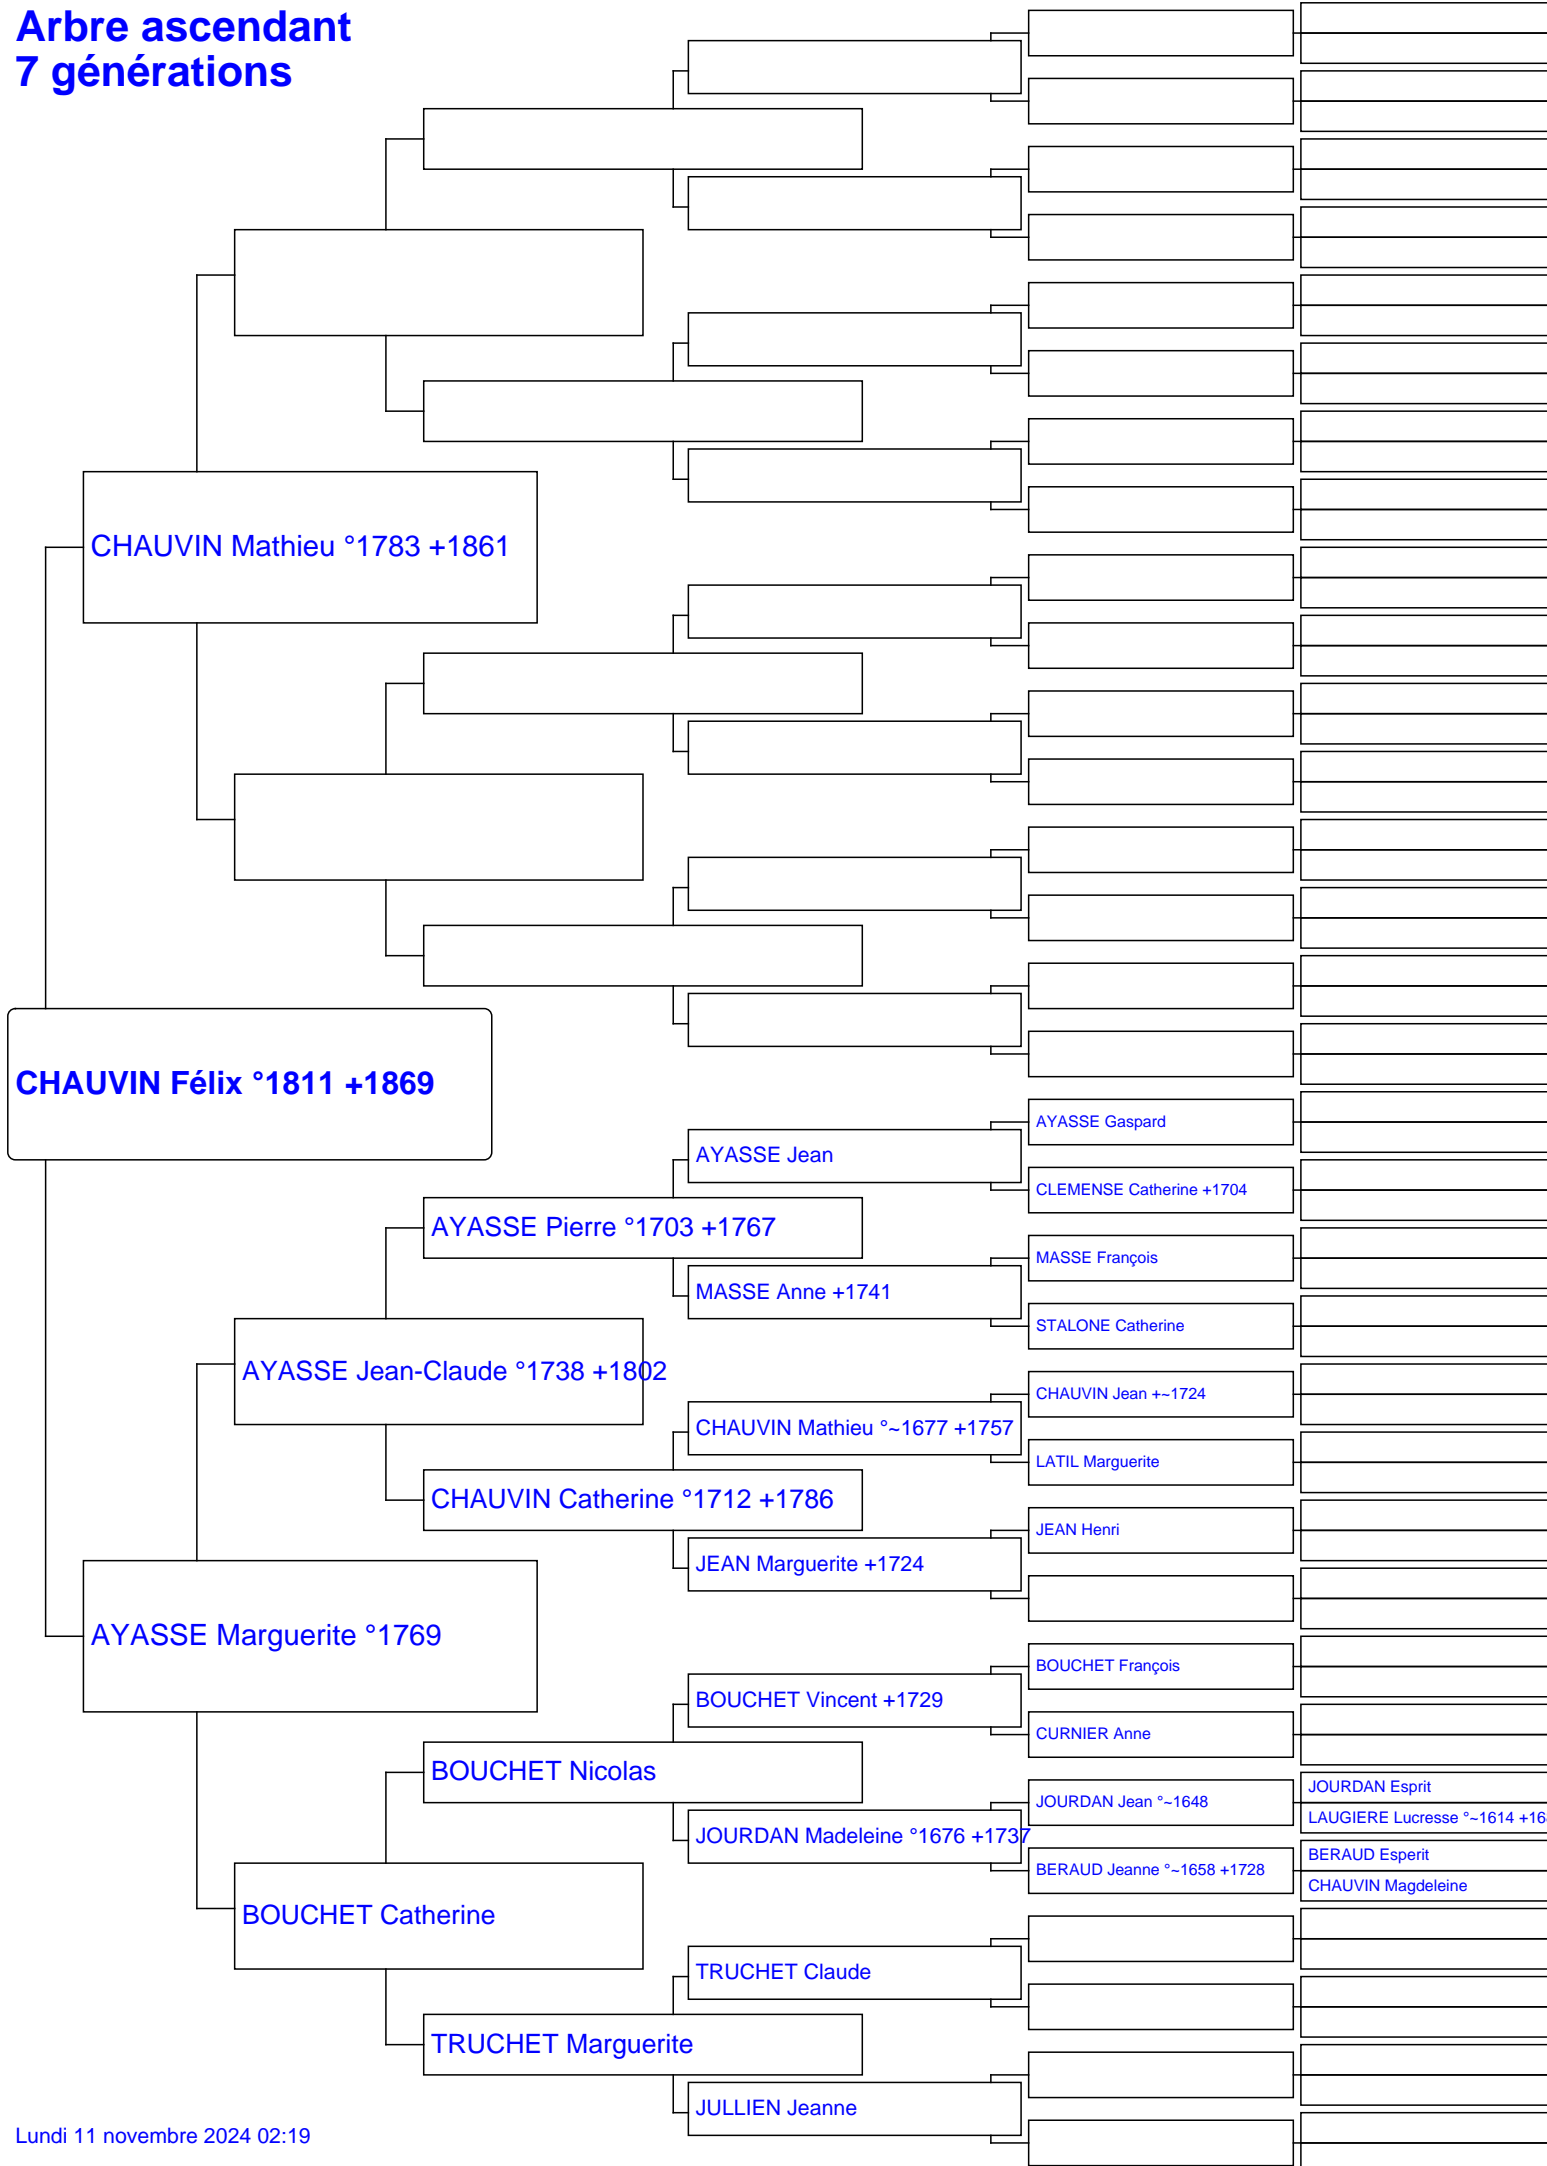 Arbre ascendant
7 générations
CHAUVIN Mathieu °1783 +1861
CHAUVIN Félix °1811 +1869
AYASSE Gaspard
AYASSE Jean
CLEMENSE Catherine +1704
AYASSE Pierre °1703 +1767
MASSE François
MASSE Anne +1741
STALONE Catherine
AYASSE Jean-Claude °1738 +1802
CHAUVIN Jean +~1724
CHAUVIN Mathieu °~1677 +1757
LATIL Marguerite
CHAUVIN Catherine °1712 +1786
JEAN Henri
JEAN Marguerite +1724
AYASSE Marguerite °1769
BOUCHET François
BOUCHET Vincent +1729
CURNIER Anne
BOUCHET Nicolas
JOURDAN Esprit
JOURDAN Jean °~1648
LAUGIERE Lucresse °~1614
JOURDAN Madeleine °1676 +1737
BERAUD Esperit
BERAUD Jeanne °~1658 +1728
CHAUVIN Magdeleine
BOUCHET Catherine
TRUCHET Claude
TRUCHET Marguerite
JULLIEN Jeanne
Lundi 11 novembre 2024 02:19